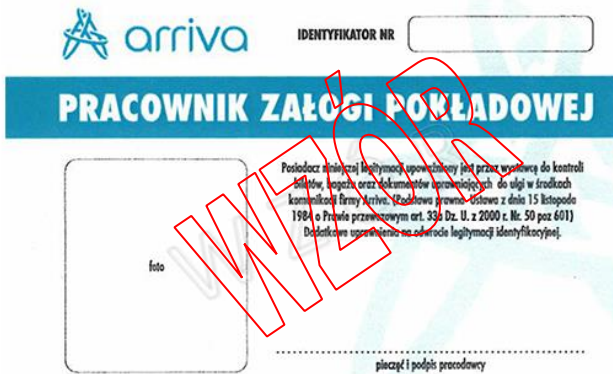 arriva
IDENTYFIKATOR NR
PRACOWNIK ZAŁOGI POKŁADOWEJ
Posiadacz niniejszej legitymacji upoważniony jest przez wystawcę do kontroli
biletów, bagażu oraz dokumentów uprawniających do ulgi w środkach
komunikacji firmy Arriva. (Podstawa prawna -Ustawa z dnia 15 listopada
1984 o Prawie przewozowym art. 33a Dz. U. z 2000 r. Nr. 50 poz 601)
Dodatkowe uprawnienia na odwrocie legitymacji identyfikacyjnej.
foto
WZÓR
WZÓR
pieczęć i podpis pracodawcy